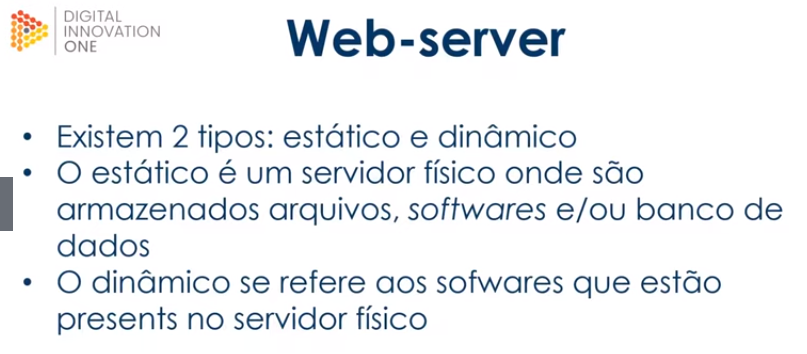 DIGITAL
INNOVATION
ONE
Web-server
• Existem 2 tipos: estático e dinâmico
• O estático é um servidor físico onde são
armazenados arquivos, softwares e/ou banco de
dados
• O dinâmico se refere aos sofwares que estão
presents no servidor físico